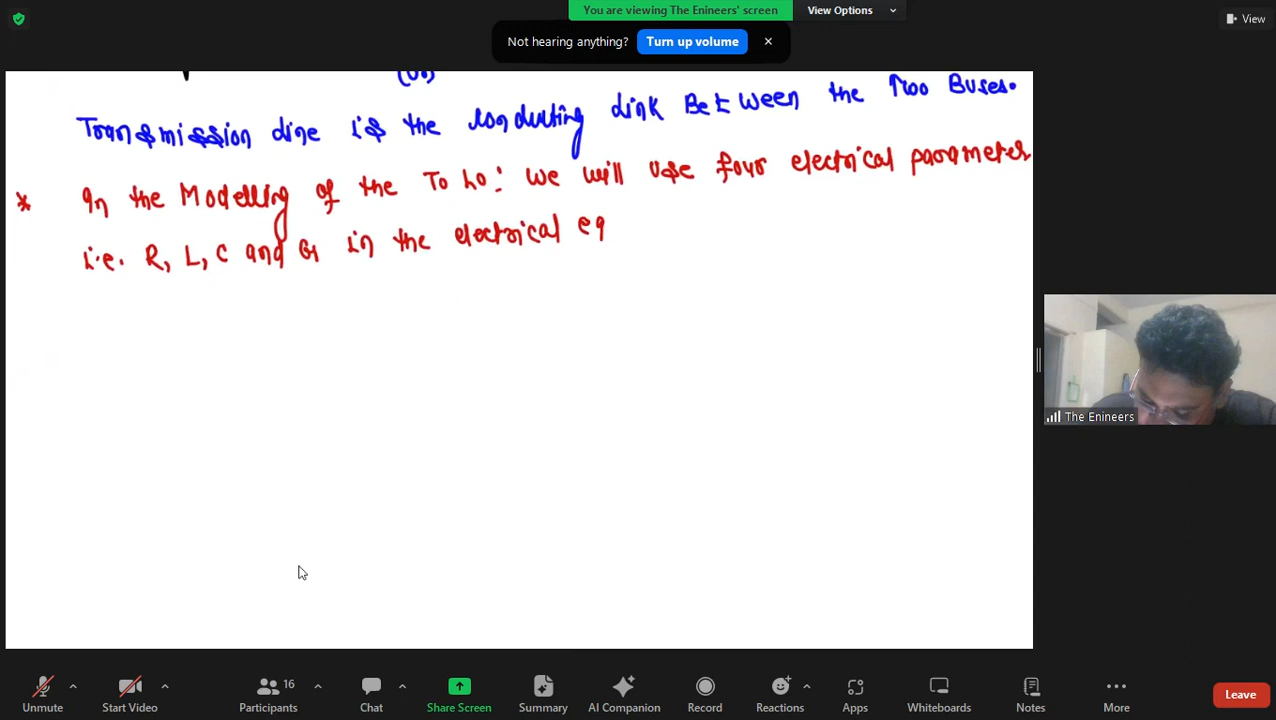 You are viewing The Enineers' screen
View Options
View
Not hearing anything?
Turn up volume
Transmission Line is the conducting Link Between the Two Buses.
* In the Modelling of the To Lo: We will use four electrical parameter
i.e. R, L, C and G in the electrical eq
The Enineers
Unmute
Start Video
16
Participants
Chat
Share Screen
Summary
AI Companion
Record
Reactions
Apps
Whiteboards
Notes
More
Leave